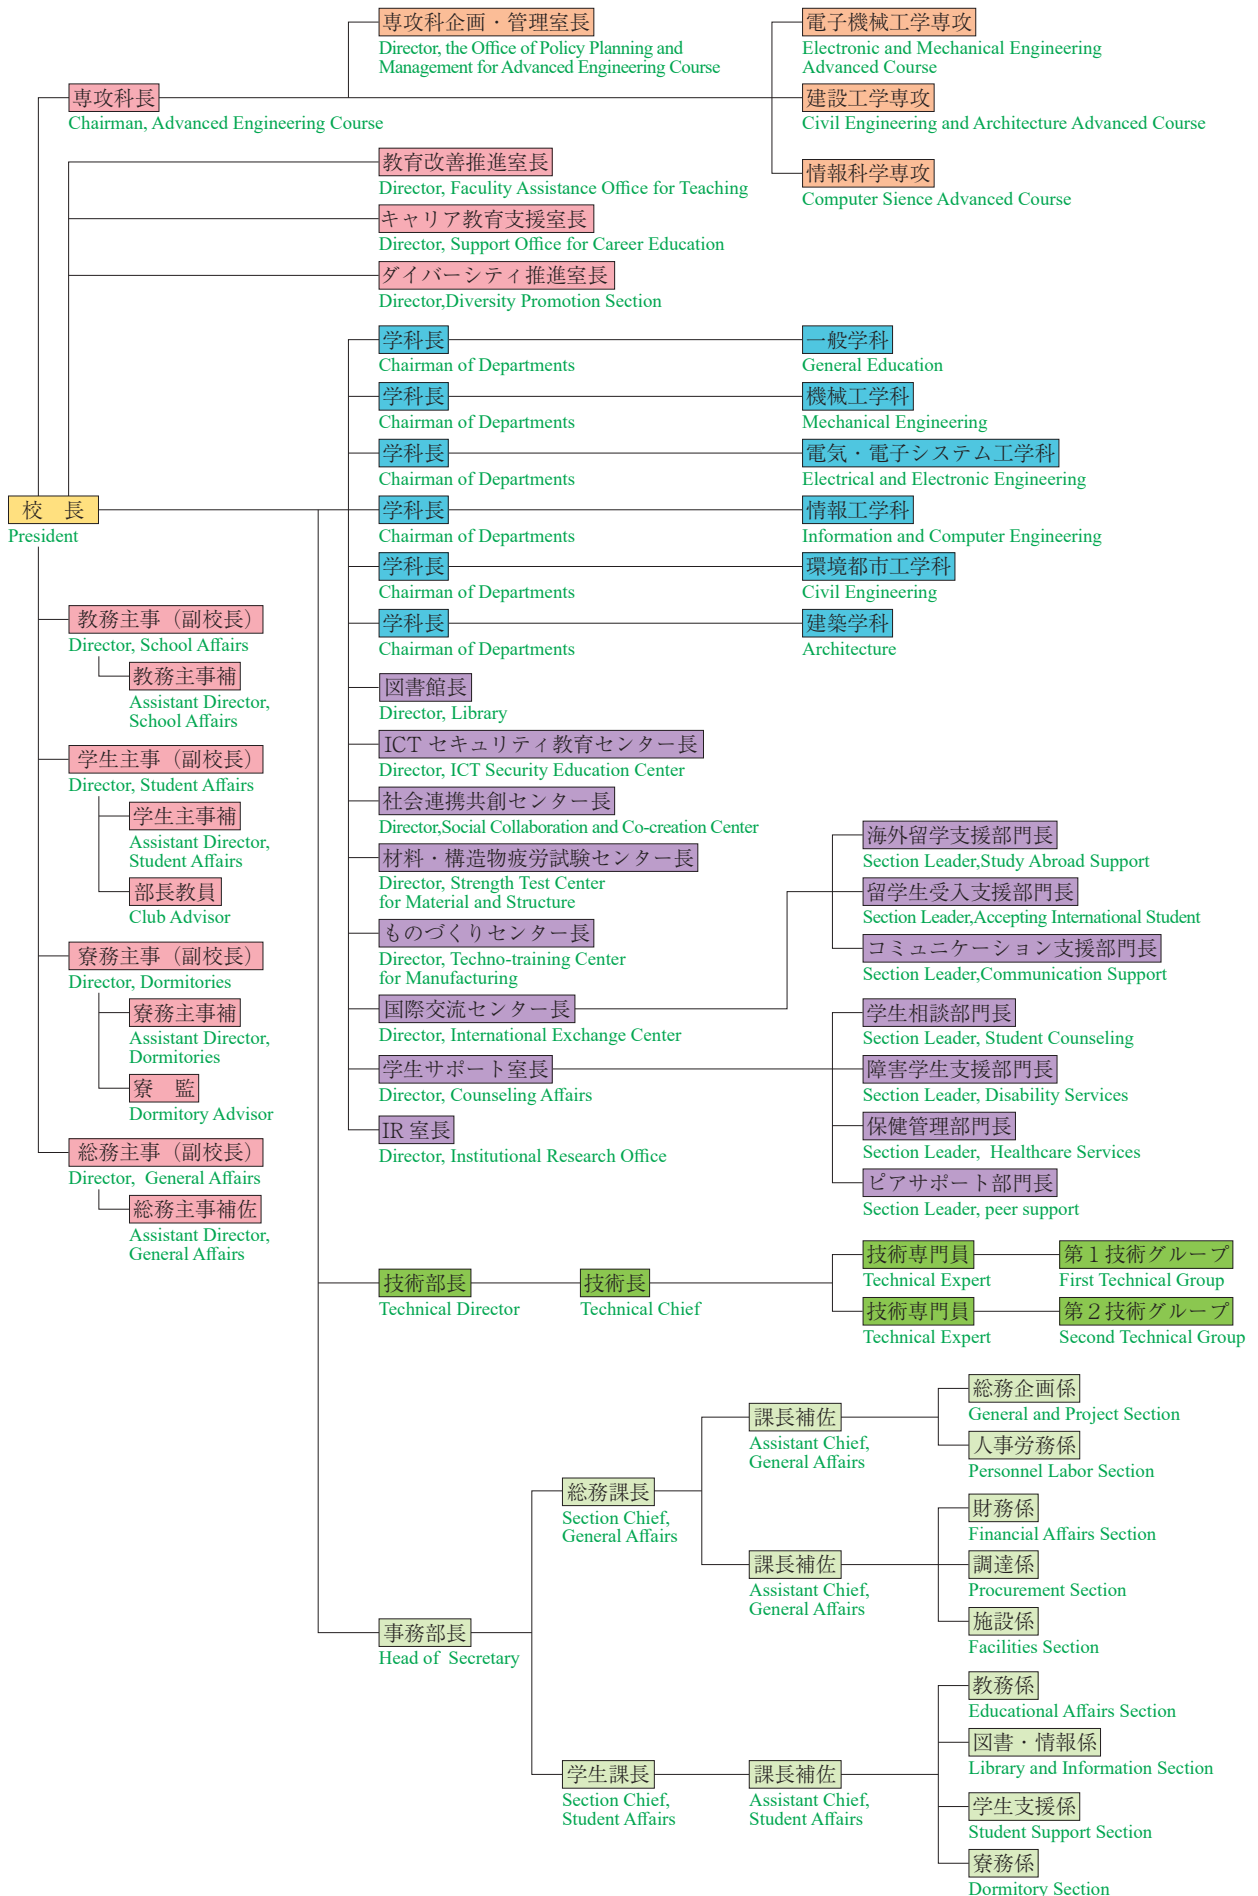 専攻科企画・管理室長
Director, the Office of Policy Planning and
Management for Advanced Engineering Course
電子機械工学専攻
Electronic and Mechanical Engineering
Advanced Course
専攻科長
Chairman, Advanced Engineering Course
建設工学専攻
Civil Engineering and Architecture Advanced Course
情報科学専攻
Computer Sience Advanced Course
教育改善推進室長
Director, Faculty Assistance Office for Teaching
キャリア教育支援室長
Director, Support Office for Career Education
ダイバーシティ推進室長
Director,Diversity Promotion Section
学科長
Chairman of Departments
一般学科
General Education
学科長
Chairman of Departments
機械工学科
Mechanical Engineering
学科長
Chairman of Departments
電気・電子システム工学科
Electrical and Electronic Engineering
校　長
President
学科長
Chairman of Departments
情報工学科
Information and Computer Engineering
学科長
Chairman of Departments
環境都市工学科
Civil Engineering
学科長
Chairman of Departments
建築学科
Architecture
教務主事（副校長）
Director, School Affairs
教務主事補
Assistant Director,
School Affairs
学生主事（副校長）
Director, Student Affairs
学生主事補
Assistant Director,
Student Affairs
部長教員
Club Advisor
寮務主事（副校長）
Director, Dormitories
寮務主事補
Assistant Director,
Dormitories
寮　監
Dormitory Advisor
総務主事（副校長）
Director, General Affairs
総務主事補佐
Assistant Director,
General Affairs
図書館長
Director, Library
ICT セキュリティ教育センター長
Director, ICT Security Education Center
社会連携共創センター長
Director,Social Collaboration and Co-creation Center
材料・構造物疲労試験センター長
Director, Strength Test Center
for Material and Structure
ものづくりセンター長
Director, Techno-training Center
for Manufacturing
国際交流センター長
Director, International Exchange Center
海外留学支援部門長
Section Leader,Study Abroad Support
留学生受入支援部門長
Section Leader,Accepting International Student
コミュニケーション支援部門長
Section Leader,Communication Support
学生サポート室長
Director, Counseling Affairs
学生相談部門長
Section Leader, Student Counseling
障害学生支援部門長
Section Leader, Disability Services
保健管理部門長
Section Leader, Healthcare Services
ピアサポート部門長
Section Leader, peer support
IR 室長
Director, Institutional Research Office
技術部長
Technical Director
技術長
Technical Chief
技術専門員
Technical Expert
第１技術グループ
First Technical Group
技術専門員
Technical Expert
第２技術グループ
Second Technical Group
事務部長
Head of Secretary
総務課長
Section Chief,
General Affairs
課長補佐
Assistant Chief,
General Affairs
総務企画係
General and Project Section
人事労務係
Personnel Labor Section
課長補佐
Assistant Chief,
General Affairs
財務係
Financial Affairs Section
調達係
Procurement Section
施設係
Facilities Section
学生課長
Section Chief,
Student Affairs
課長補佐
Assistant Chief,
Student Affairs
教務係
Educational Affairs Section
図書・情報係
Library and Information Section
学生支援係
Student Support Section
寮務係
Dormitory Section